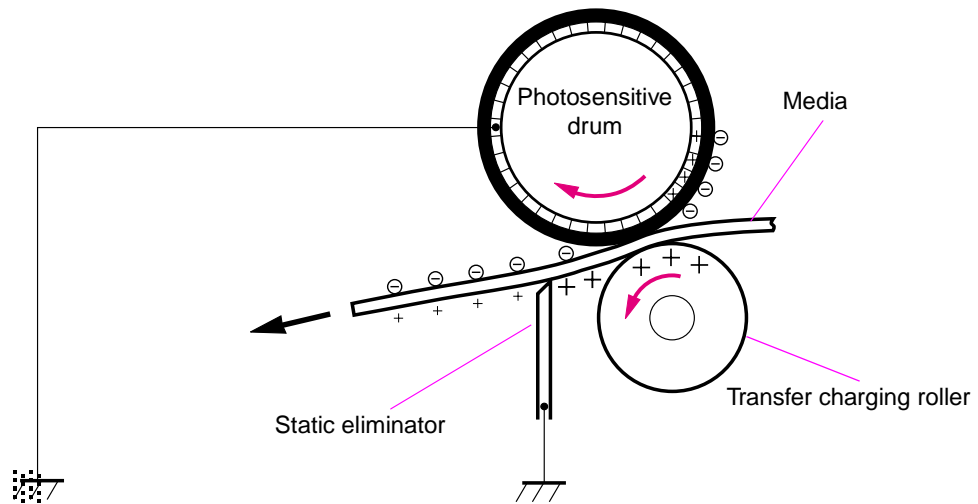 Photosensitive
drum
Media
Transfer charging roller
Static eliminator